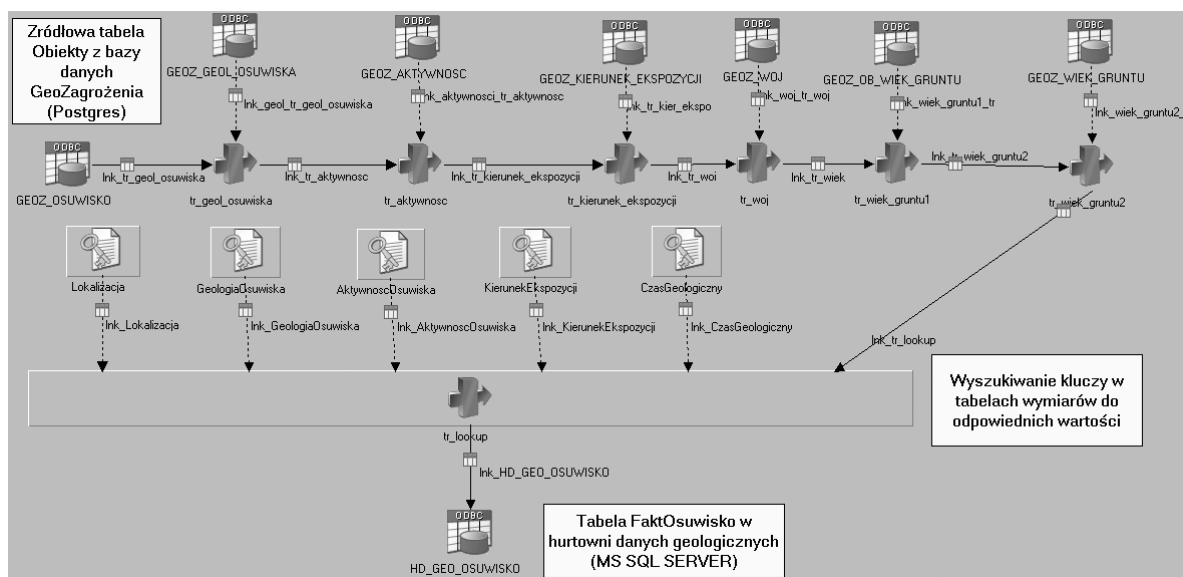 Zródłowa tabela
Obiekty z bazy
danych
GeoZagrożenia
(Postgres)
ODBC
GEOZ_GEOL_OSUWISKA
ODBC
GEOZ_AKTYWNOSC
ODBC
GEOZ_KIERUNEK_EKSPOZYCJI
ODBC
GEOZ_WOJ
ODBC
GEOZ_OB_WIEK_GRUNTU
ODBC
GEOZ_WIEK_GRUNTU
lnk_geol_tr_geol_osuwiska
lnk_aktywnosci_tr_aktywnosc
lnk_tr_kier_ekspo
lnk_woj_tr_woj
lnk_wiek_gruntu1_tr
lnk_wiek_gruntu2_
ODBC
GEOZ_OSUWISKO
lnk_tr_geol_osuwiska
tr_geol_osuwiska
lnk_tr_aktywnosc
tr_aktywnosc
lnk_tr_kierunek_ekspozycji
tr_kierunek_ekspozycji
lnk_tr_woi
tr_woj
lnk_tr_wiek
tr_wiek_gruntu1
lnk_tr_wiek_gruntu2
tr_wiek_gruntu2
Lokalizacja
GeologiaOsuwiska
AktywnoscOsuwiska
KierunekEkspozycji
CzasGeologiczny
lnk_Lokalizacja
lnk_GeologiaOsuwiska
lnk_AktywnoscOsuwiska
lnk_KierunekEkspozycji
lnk_CzasGeologiczny
lnk_tr_lookup
Wyszukiwanie kluczy w
tabelach wymiarów do
odpowiednich wartości
tr_lookup
lnk_HD_GEO_OSUWISKO
ODBC
HD_GEO_OSUWISKO
Tabela FaktOsuwisko w
hurtowni danych geologicznych
(MS SQL SERVER)